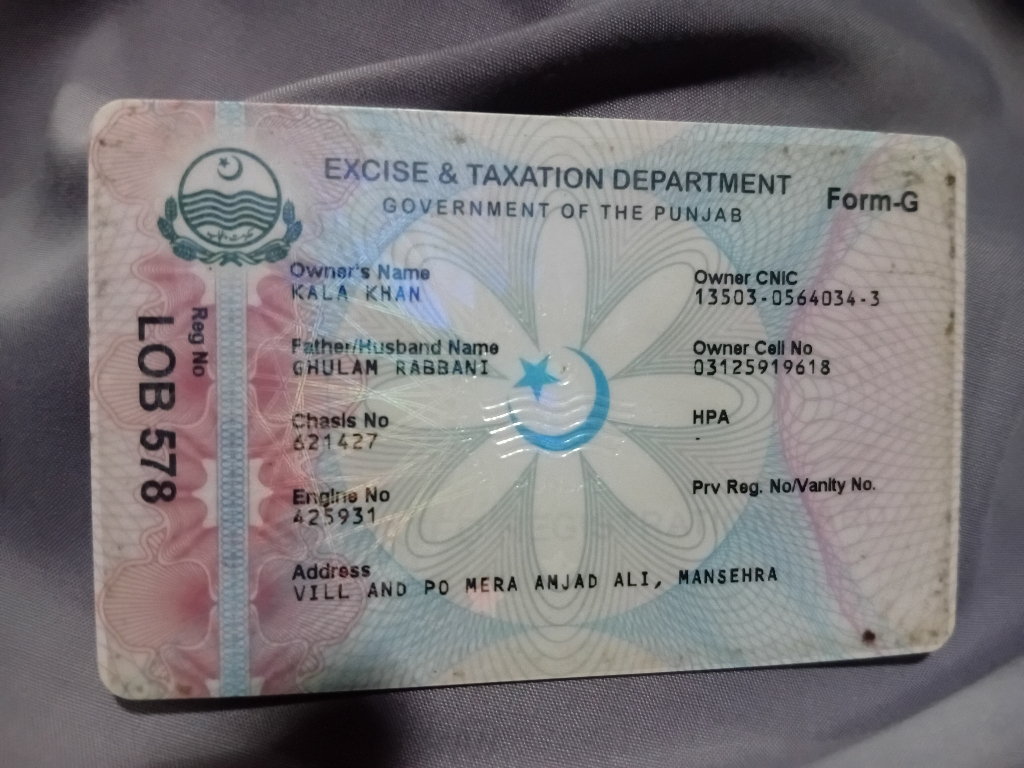 EXCISE & TAXATION DEPARTMENT
GOVERNMENT OF THE PUNJAB
Form-G
Reg No
LOB 578
Owner's Name
KALA KHAN
Owner CNIC
13503-0564034-3
Father/Husband Name
GHULAM RABBANI
Owner Cell No
03125919618
Chasis No
621427
HPA
-
Engine No
425931
Prv Reg. No/Vanity No.
Address
VILL AND PO MERA AMJAD ALI, MANSEHRA